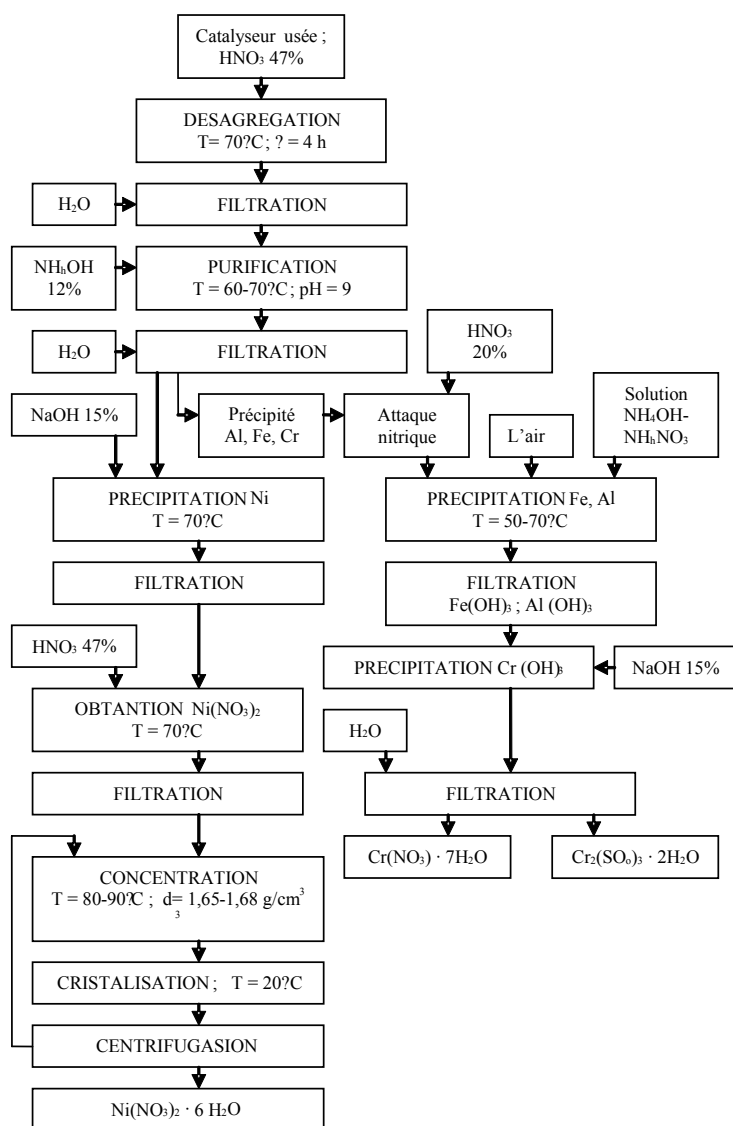 Catalyseur usée ;
HNO₃ 47%
DESAGREGATION
T= 70?C ; ? = 4 h
H₂O
FILTRATION
NHₕOH
12%
PURIFICATION
T = 60-70?C ; pH = 9
H₂O
FILTRATION
HNO₃
20%
NaOH 15%
Précipité
Al, Fe, Cr
Attaque
nitrique
L'air
Solution
NH₄OH-
NHₕNO₃
PRECIPITATION Ni
T = 70?C
PRECIPITATION Fe, Al
T = 50-70?C
FILTRATION
FILTRATION
Fe(OH)₃ ; Al (OH)₃
HNO₃ 47%
PRECIPITATION Cr (OH)₃
NaOH 15%
OBTANTION Ni(NO₃)₂
T = 70?C
H₂O
FILTRATION
FILTRATION
Cr(NO₃) · 7H₂O
Cr₂(SOₒ)₃ · 2H₂O
CONCENTRATION
T = 80-90?C ; d= 1,65-1,68 g/cm³
3
CRISTALISATION ; T = 20?C
CENTRIFUGASION
Ni(NO₃)₂ · 6 H₂O